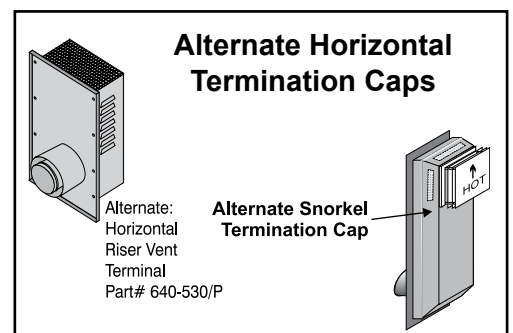 Alternate Horizontal
Termination Caps
Alternate:
Horizontal
Riser Vent
Terminal
Part# 640-530/P
Alternate Snorkel
Termination Cap
HOT